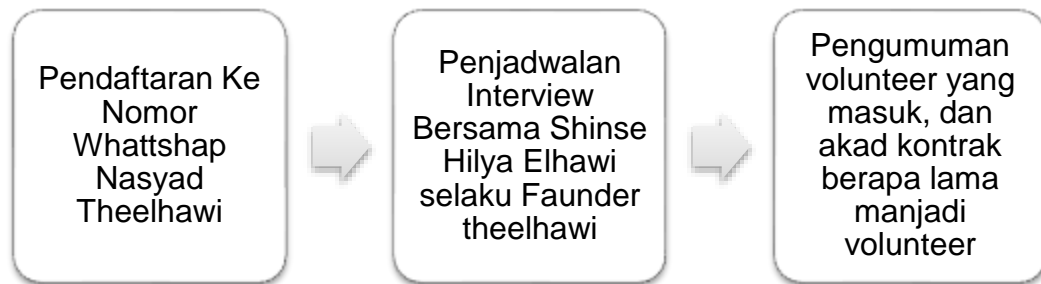 Pendaftaran Ke
Nomor
Whattshap
Nasyad
Theelhawi
Penjadwalan
Interview
Bersama Shinse
Hilya Elhawi
selaku Faunder
theelhawi
Pengumuman
volunteer yang
masuk, dan
akad kontrak
berapa lama
manjadi
volunteer